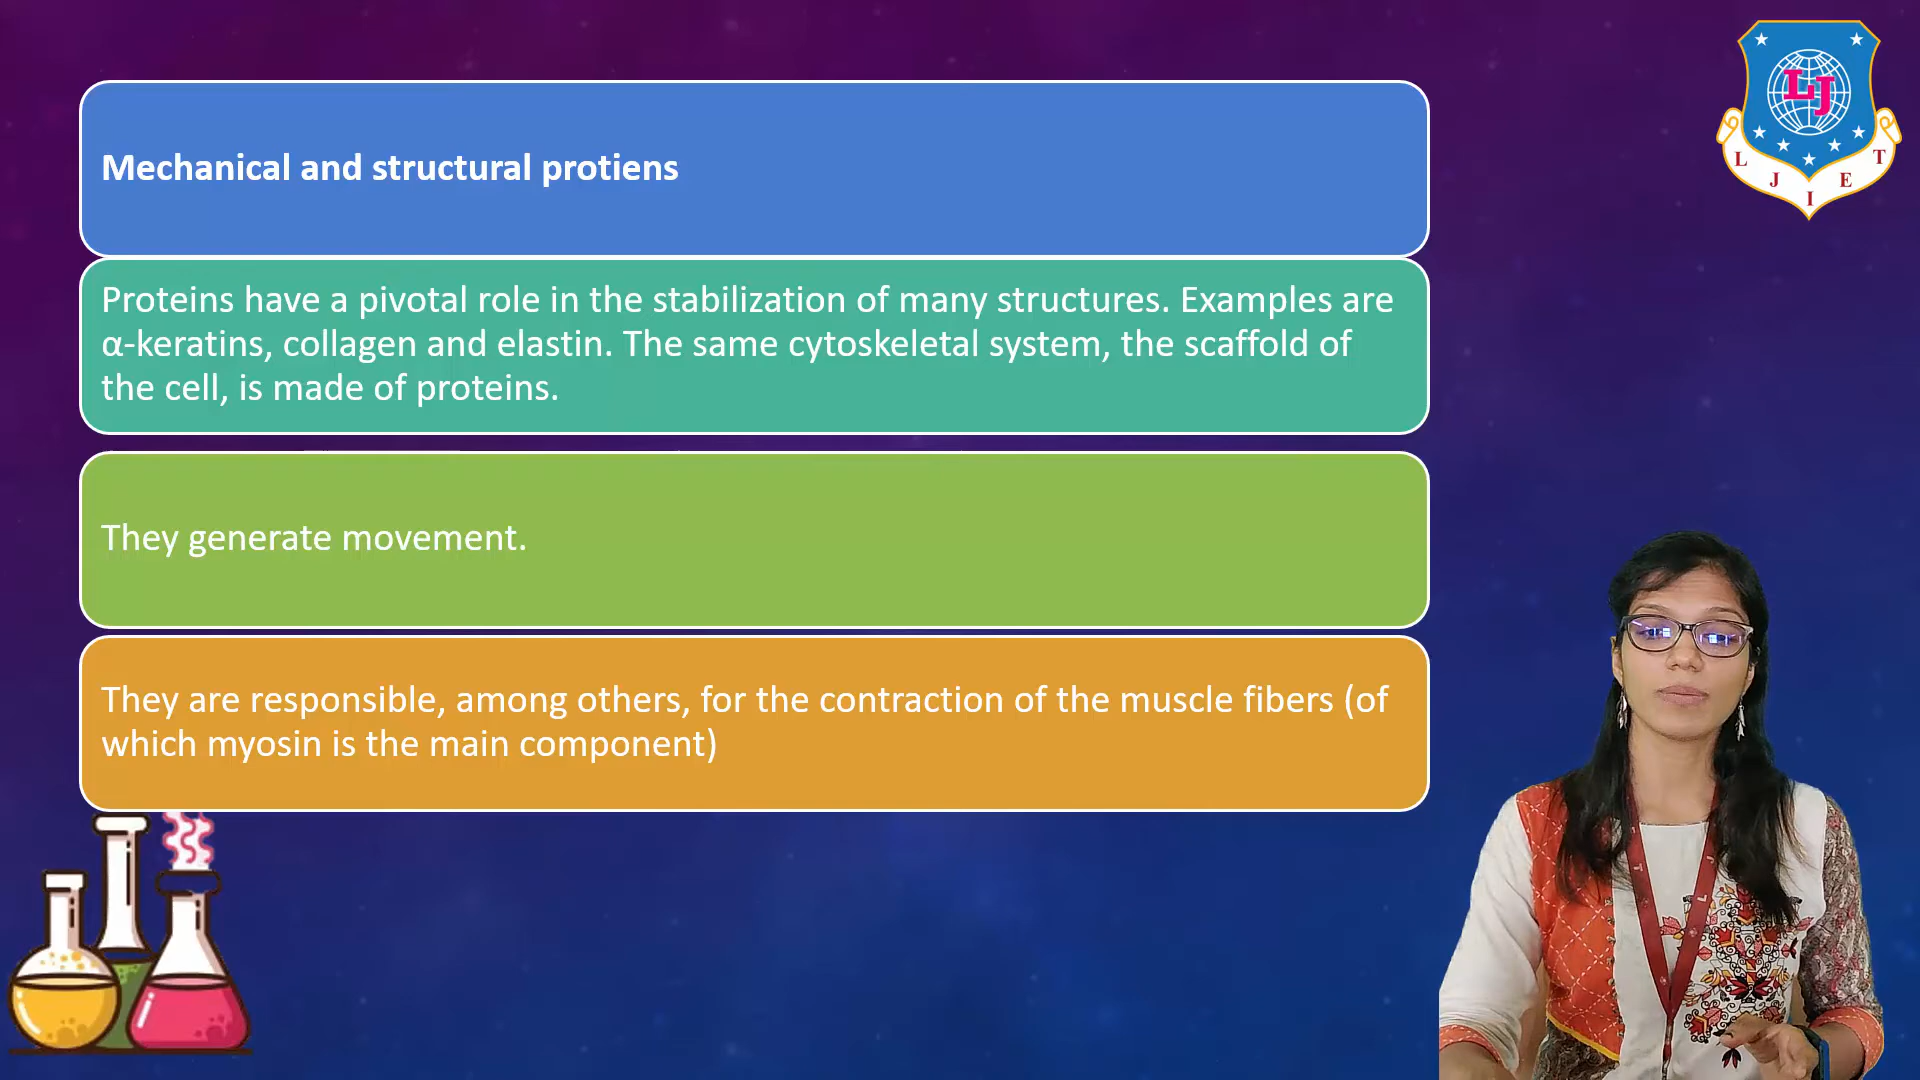 Mechanical and structural protiens
Proteins have a pivotal role in the stabilization of many structures. Examples are
α-keratins, collagen and elastin. The same cytoskeletal system, the scaffold of
the cell, is made of proteins.
They generate movement.
They are responsible, among others, for the contraction of the muscle fibers (of
which myosin is the main component)
LJ
L J I E T